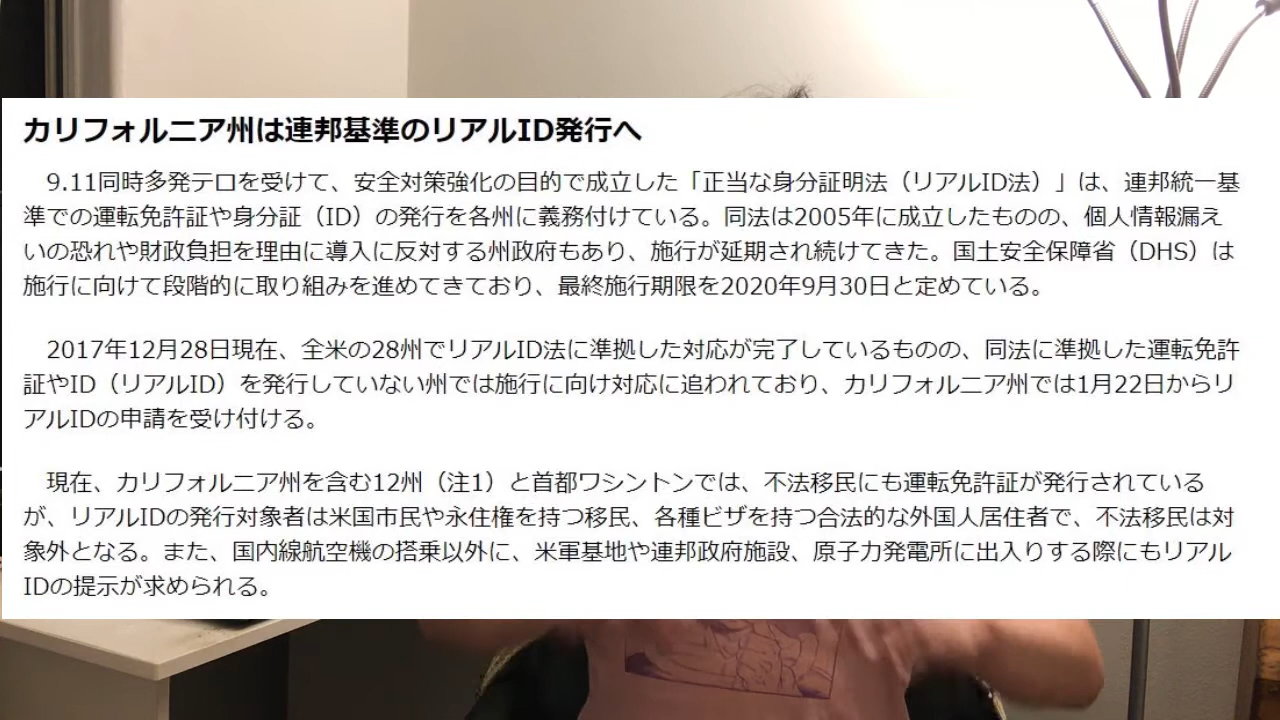 カリフォルニア州は連邦基準のリアルID発行へ
9.11同時多発テロを受けて、安全対策強化の目的で成立した「正当な身分証明法（リアルID法）」は、連邦統一基
準での運転免許証や身分証（ID）の発行を各州に義務付けている。同法は2005年に成立したものの、個人情報漏え
いの恐れや財政負担を理由に導入に反対する州政府もあり、施行が延期され続けてきた。国土安全保障省（DHS）は
施行に向けて段階的に取り組みを進めてきており、最終施行期限を2020年9月30日と定めている。
2017年12月28日現在、全米の28州でリアルID法に準拠した対応が完了しているものの、同法に準拠した運転免許
証やID（リアルID）を発行していない州では施行に向け対応に追われており、カリフォルニア州では1月22日からリ
アルIDの申請を受け付ける。
現在、カリフォルニア州を含む12州（注1）と首都ワシントンでは、不法移民にも運転免許証が発行されている
が、リアルIDの発行対象者は米国市民や永住権を持つ移民、各種ビザを持つ合法的な外国人居住者で、不法移民は対
象外となる。また、国内線航空機の搭乗以外に、米軍基地や連邦政府施設、原子力発電所に出入りする際にもリアル
IDの提示が求められる。